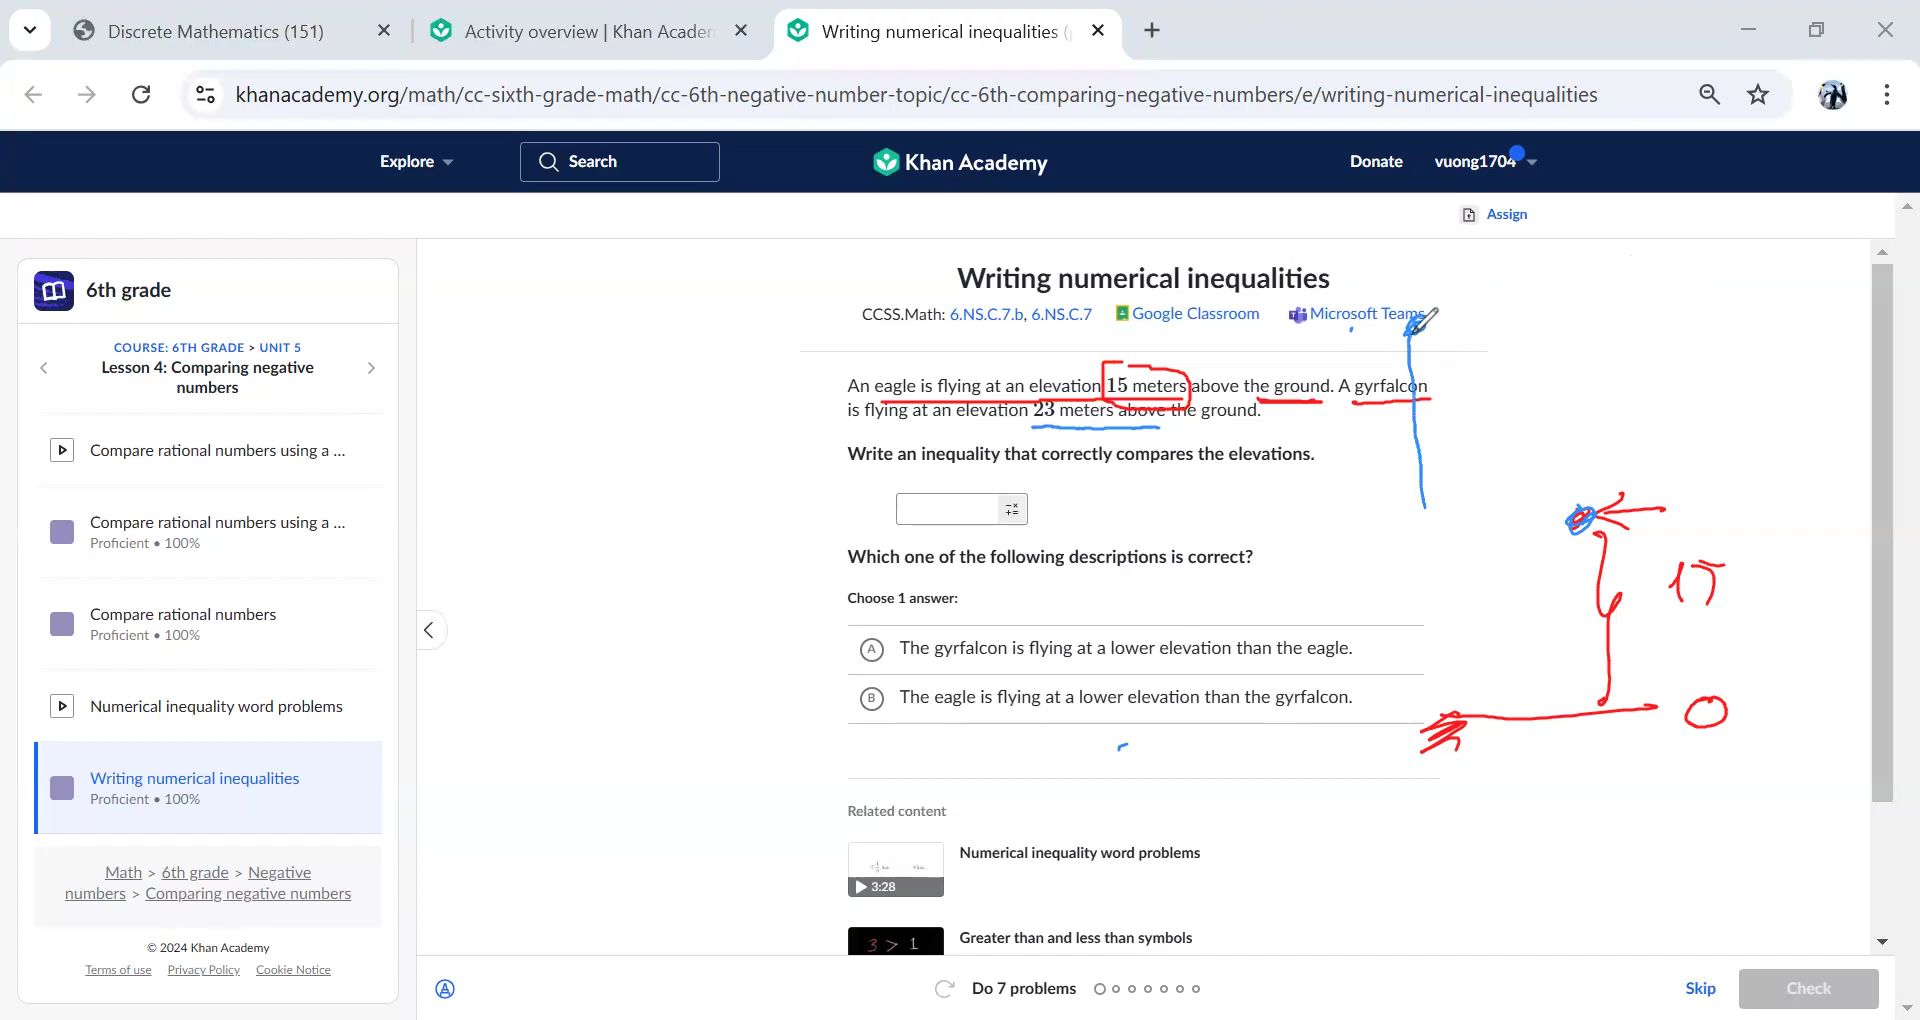 Discrete Mathematics (151)
Activity overview | Khan Academ
Writing numerical inequalities (
khanacademy.org/math/cc-sixth-grade-math/cc-6th-negative-number-topic/cc-6th-comparing-negative-numbers/e/writing-numerical-inequalities
Explore
Search
Khan Academy
Donate
vuong1704
Assign
6th grade
COURSE: 6TH GRADE > UNIT 5
Lesson 4: Comparing negative
numbers
Compare rational numbers using a ...
Compare rational numbers using a ...
Proficient • 100%
Compare rational numbers
Proficient • 100%
Numerical inequality word problems
Writing numerical inequalities
Proficient • 100%
Math > 6th grade > Negative
numbers > Comparing negative numbers
© 2024 Khan Academy
Terms of use Privacy Policy Cookie Notice
Writing numerical inequalities
CCSS.Math: 6.NS.C.7.b, 6.NS.C.7 Google Classroom Microsoft Teams
An eagle is flying at an elevation 15 meters above the ground. A gyrfalcon
is flying at an elevation 23 meters above the ground.
Write an inequality that correctly compares the elevations.
Which one of the following descriptions is correct?
Choose 1 answer:
A The gyrfalcon is flying at a lower elevation than the eagle.
B The eagle is flying at a lower elevation than the gyrfalcon.
15
0
Related content
Numerical inequality word problems
3:28
Greater than and less than symbols
3 > 1
Do 7 problems
Skip
Check